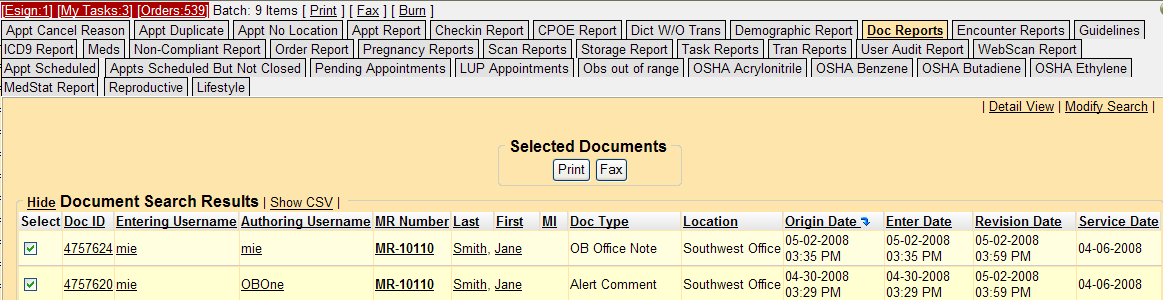 [Esign:1] [My Tasks:3] [Orders:539] Batch: 9 Items [ Print ] [ Fax ] [ Burn ]
Appt Cancel Reason Appt Duplicate Appt No Location Appt Report Checkin Report CPOE Report Dict W/O Trans Demographic Report Doc Reports Encounter Reports Guidelines
ICD9 Report Meds Non-Compliant Report Order Report Pregnancy Reports Scan Reports Storage Report Task Reports Tran Reports User Audit Report WebScan Report
Appt Scheduled Appts Scheduled But Not Closed Pending Appointments LUP Appointments Obs out of range OSHA Acrylonitrile OSHA Benzene OSHA Butadiene OSHA Ethylene
MedStat Report Reproductive Lifestyle
| Detail View | Modify Search |
Selected Documents
Print Fax
Hide Document Search Results | Show CSV |
Select Doc ID Entering Username Authoring Username MR Number Last First MI Doc Type Location Origin Date Enter Date Revision Date Service Date
4757624 mie mie MR-10110 Smith, Jane OB Office Note Southwest Office 05-02-2008 03:35 PM 05-02-2008 03:35 PM 05-02-2008 03:59 PM 04-06-2008
4757620 mie OBOne MR-10110 Smith, Jane Alert Comment Southwest Office 04-30-2008 03:29 PM 04-30-2008 03:29 PM 05-02-2008 03:59 PM 04-06-2008